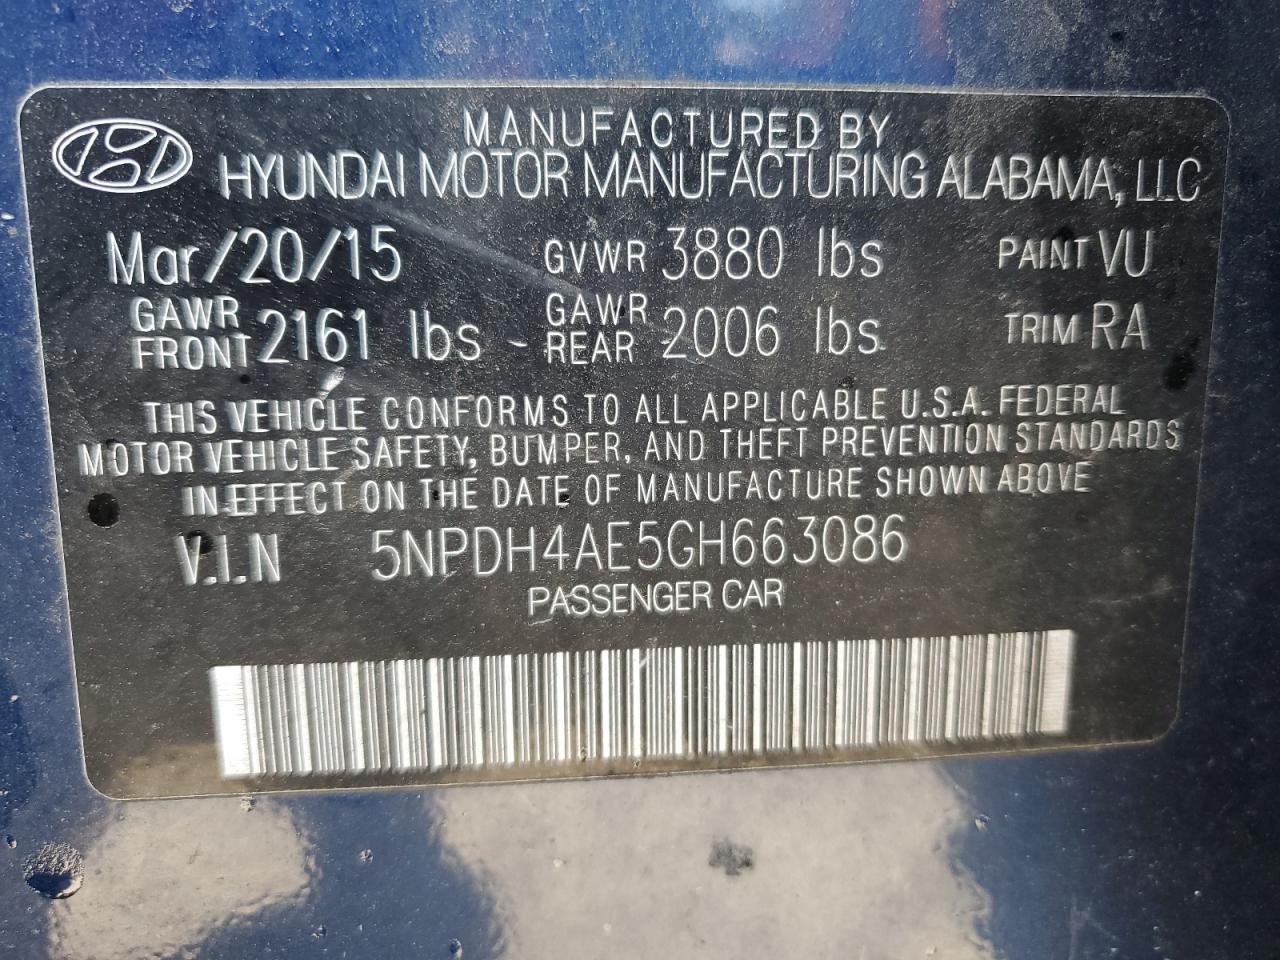 MANUFACTURED BY
HYUNDAI MOTOR MANUFACTURING ALABAMA, LLC
Mar/20/15 GVWR 3880 lbs PAINT VU
GAWR FRONT 2161 lbs - GAWR REAR 2006 lbs TRIM RA
THIS VEHICLE CONFORMS TO ALL APPLICABLE U.S.A. FEDERAL
MOTOR VEHICLE SAFETY, BUMPER, AND THEFT PREVENTION STANDARDS
IN EFFECT ON THE DATE OF MANUFACTURE SHOWN ABOVE
V.I.N 5NPDH4AE5GH663086
PASSENGER CAR